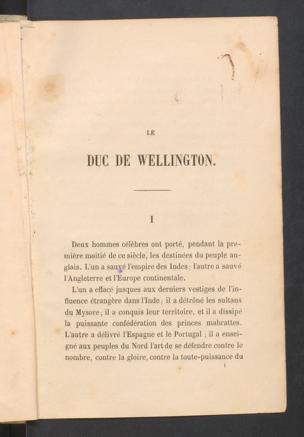 LE
DUC DE WELLINGTON.
I
Deux hommes célèbres ont porté, pendant la pre-
mière moitié de ce siècle, les destinées du peuple an-
glais. L'un a sauvé l'empire des Indes; l'autre a sauvé
l'Angleterre et l'Europe continentale.
L'un a effacé jusques aux derniers vestiges de l'in-
fluence étrangère dans l'Inde; il a détrôné les sultans
du Mysore; il a conquis leur territoire, et il a dissipé
la puissante confédération des princes mahrattes.
L'autre a délivré l'Espagne et le Portugal; il a ensei-
gné aux peuples du Nord l'art de se défendre contre le
nombre, contre la gloire, contre la toute-puissance du
1